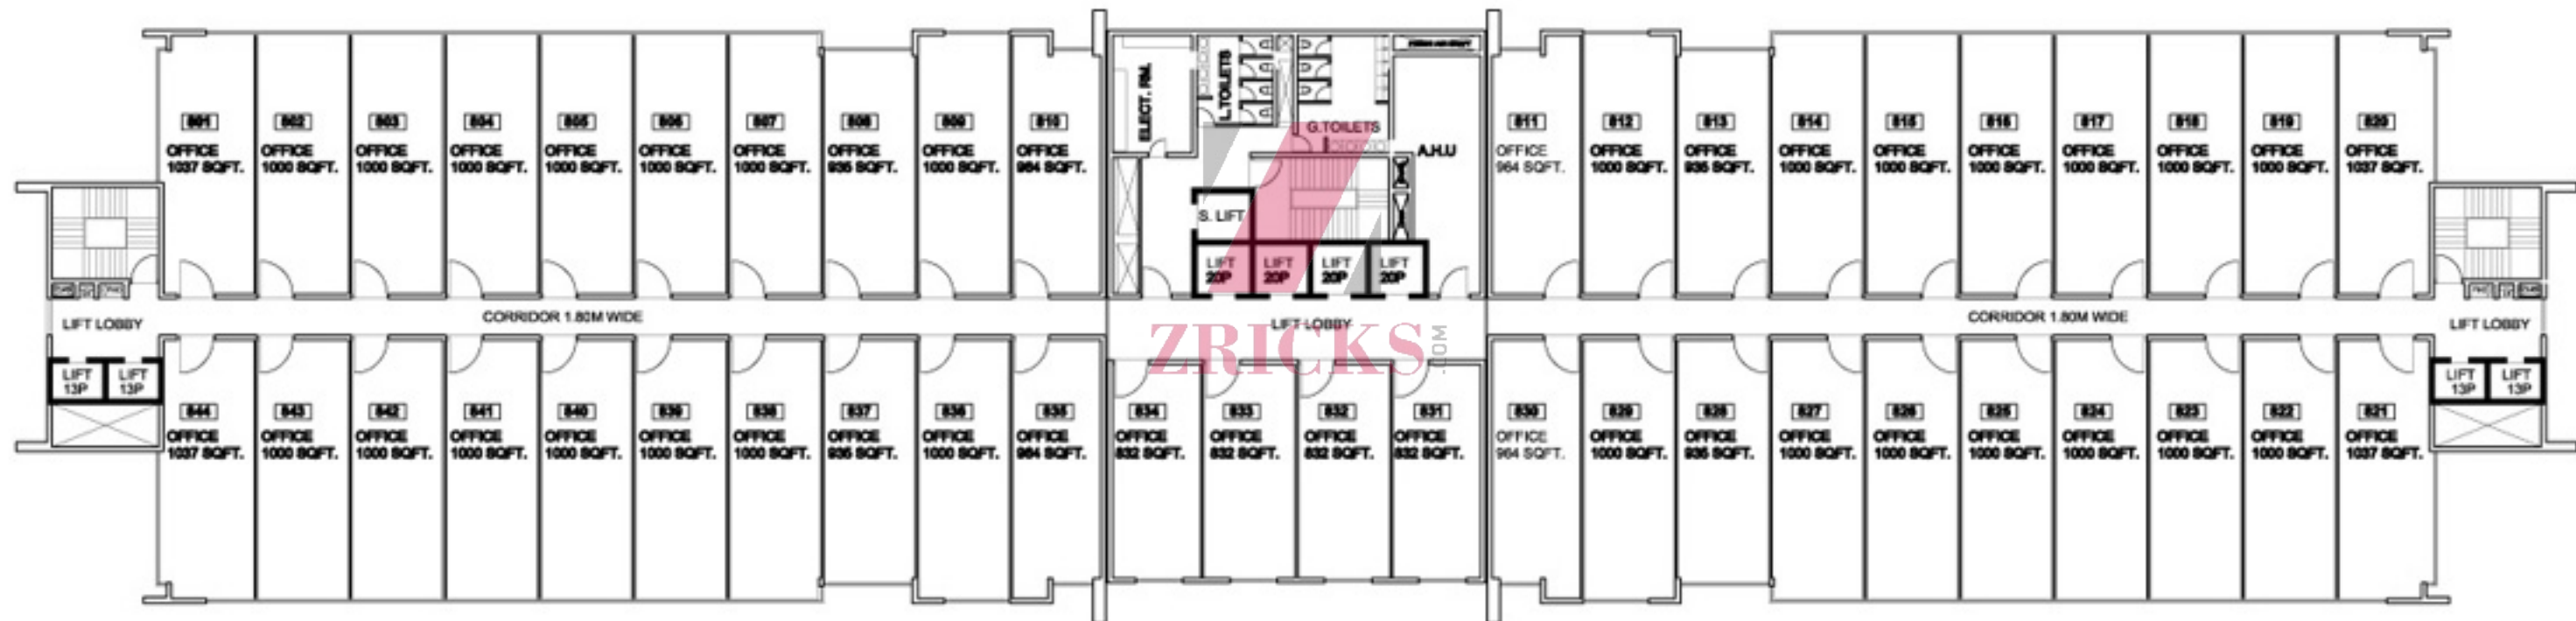 801
OFFICE
1037 SQFT.
802
OFFICE
1000 SQFT.
803
OFFICE
1000 SQFT.
804
OFFICE
1000 SQFT.
805
OFFICE
1000 SQFT.
806
OFFICE
1000 SQFT.
807
OFFICE
1000 SQFT.
808
OFFICE
935 SQFT.
809
OFFICE
1000 SQFT.
810
OFFICE
964 SQFT.
ELECT. RM.
L.TOILETS
G.TOILETS
A.H.U
S. LIFT
LIFT
20P
LIFT
20P
LIFT
20P
LIFT
20P
811
OFFICE
964 SQFT.
812
OFFICE
1000 SQFT.
813
OFFICE
935 SQFT.
814
OFFICE
1000 SQFT.
815
OFFICE
1000 SQFT.
816
OFFICE
1000 SQFT.
817
OFFICE
1000 SQFT.
818
OFFICE
1000 SQFT.
819
OFFICE
1000 SQFT.
820
OFFICE
1037 SQFT.
LIFT LOBBY
CORRIDOR 1.80M WIDE
LIFT LOBBY
CORRIDOR 1.80M WIDE
LIFT LOBBY
ZRICKS
.COM
LIFT
13P
LIFT
13P
844
OFFICE
1037 SQFT.
843
OFFICE
1000 SQFT.
842
OFFICE
1000 SQFT.
841
OFFICE
1000 SQFT.
840
OFFICE
1000 SQFT.
839
OFFICE
1000 SQFT.
838
OFFICE
1000 SQFT.
837
OFFICE
935 SQFT.
836
OFFICE
1000 SQFT.
835
OFFICE
964 SQFT.
834
OFFICE
832 SQFT.
833
OFFICE
832 SQFT.
832
OFFICE
832 SQFT.
831
OFFICE
832 SQFT.
830
OFFICE
964 SQFT.
829
OFFICE
1000 SQFT.
828
OFFICE
935 SQFT.
827
OFFICE
1000 SQFT.
826
OFFICE
1000 SQFT.
825
OFFICE
1000 SQFT.
824
OFFICE
1000 SQFT.
823
OFFICE
1000 SQFT.
822
OFFICE
1000 SQFT.
821
OFFICE
1037 SQFT.
LIFT
13P
LIFT
13P